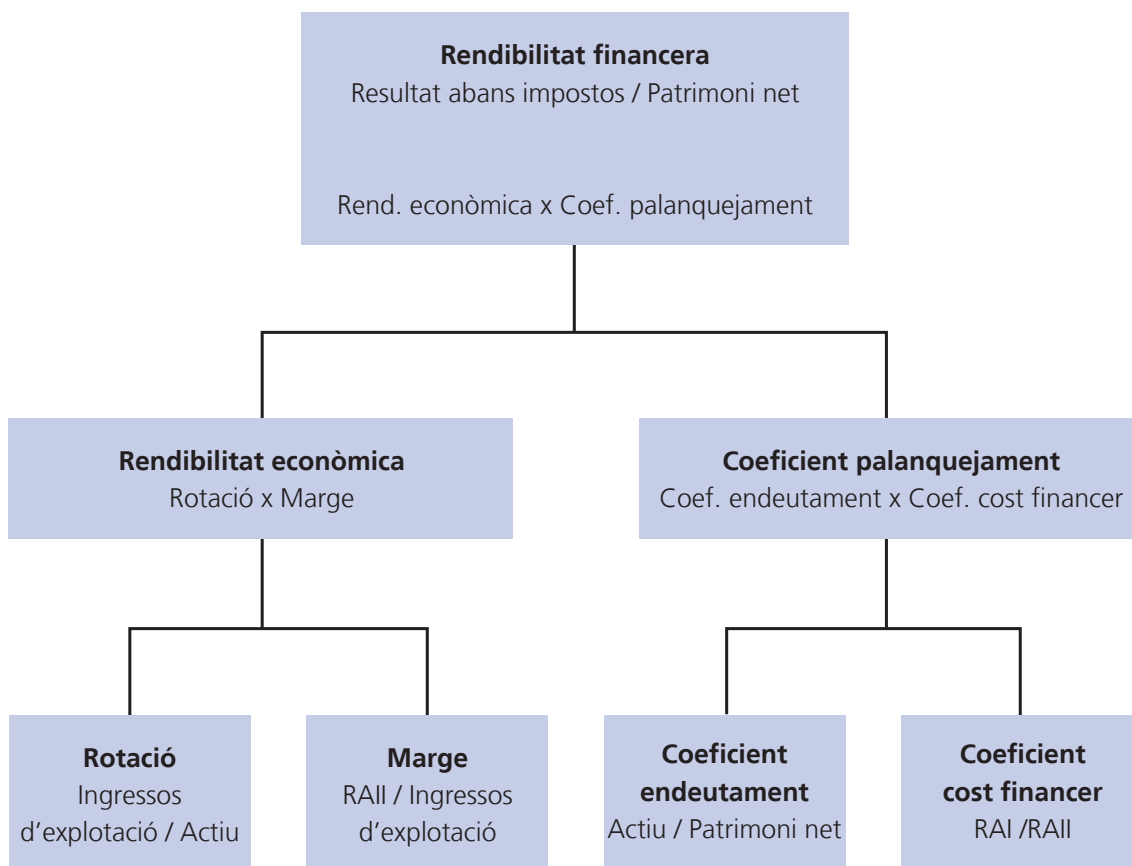 Rendibilitat financera
Resultat abans impostos / Patrimoni net
Rend. econòmica x Coef. palanquejament
Rendibilitat econòmica
Rotació x Marge
Coeficient palanquejament
Coef. endeutament x Coef. cost financer
Rotació
Ingressos
d’explotació / Actiu
Marge
RAII / Ingressos
d’explotació
Coeficient
endeutament
Actiu / Patrimoni net
Coeficient
cost financer
RAI /RAII